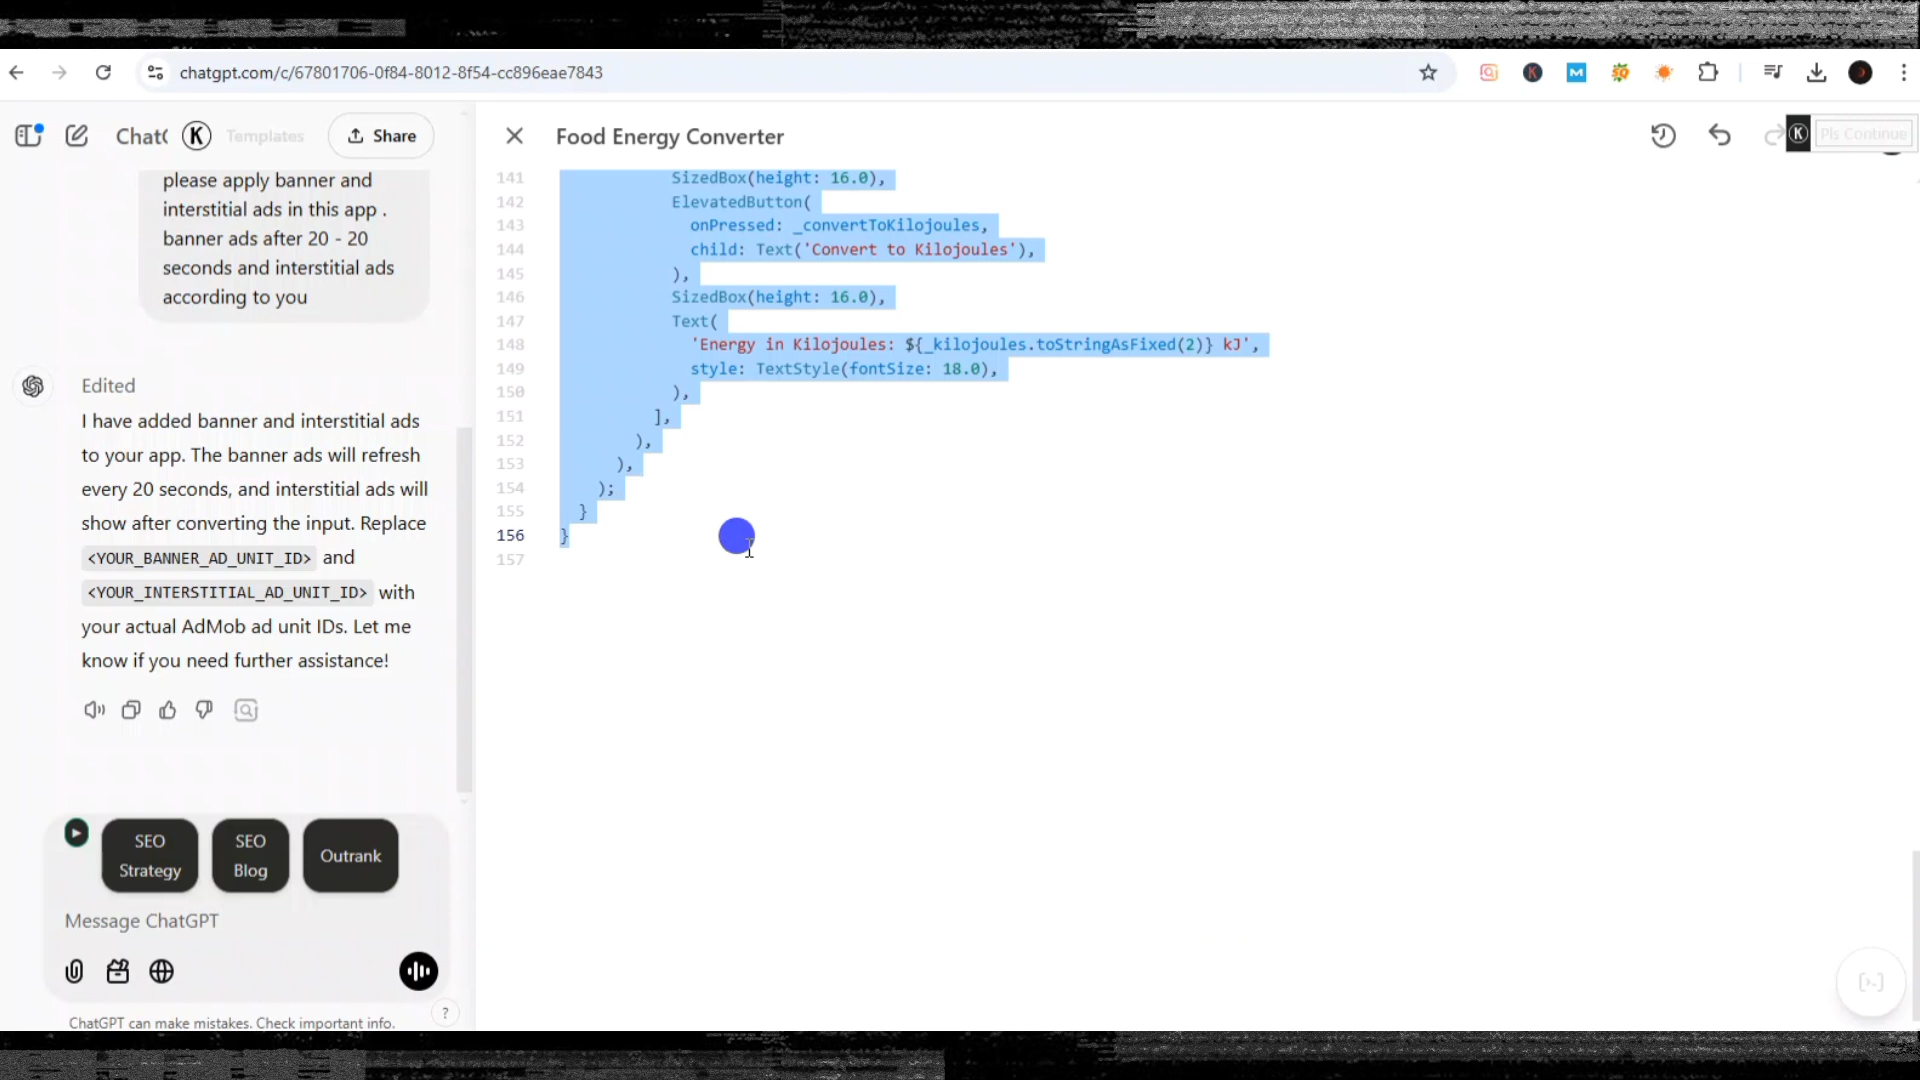 chatgpt.com/c/67801706-0f84-8012-8f54-cc896eae7843
Chat
K
Templates
Share
please apply banner and
interstitial ads in this app .
banner ads after 20 - 20
seconds and interstitial ads
according to you
Edited
I have added banner and interstitial ads
to your app. The banner ads will refresh
every 20 seconds, and interstitial ads will
show after converting the input. Replace
<YOUR_BANNER_AD_UNIT_ID> and
<YOUR_INTERSTITIAL_AD_UNIT_ID> with
your actual AdMob ad unit IDs. Let me
know if you need further assistance!
SEO
Strategy
SEO
Blog
Outrank
Message ChatGPT
ChatGPT can make mistakes. Check important info.
?
Food Energy Converter
K
Pls Continue
141 SizedBox(height: 16.0),
142 ElevatedButton(
143 onPressed: _convertToKilojoules,
144 child: Text('Convert to Kilojoules'),
145 ),
146 SizedBox(height: 16.0),
147 Text(
148 'Energy in Kilojoules: ${_kilojoules.toStringAsFixed(2)} kJ',
149 style: TextStyle(fontSize: 18.0),
150 ),
151 ],
152 ),
153 ),
154 );
155 }
156 }
157